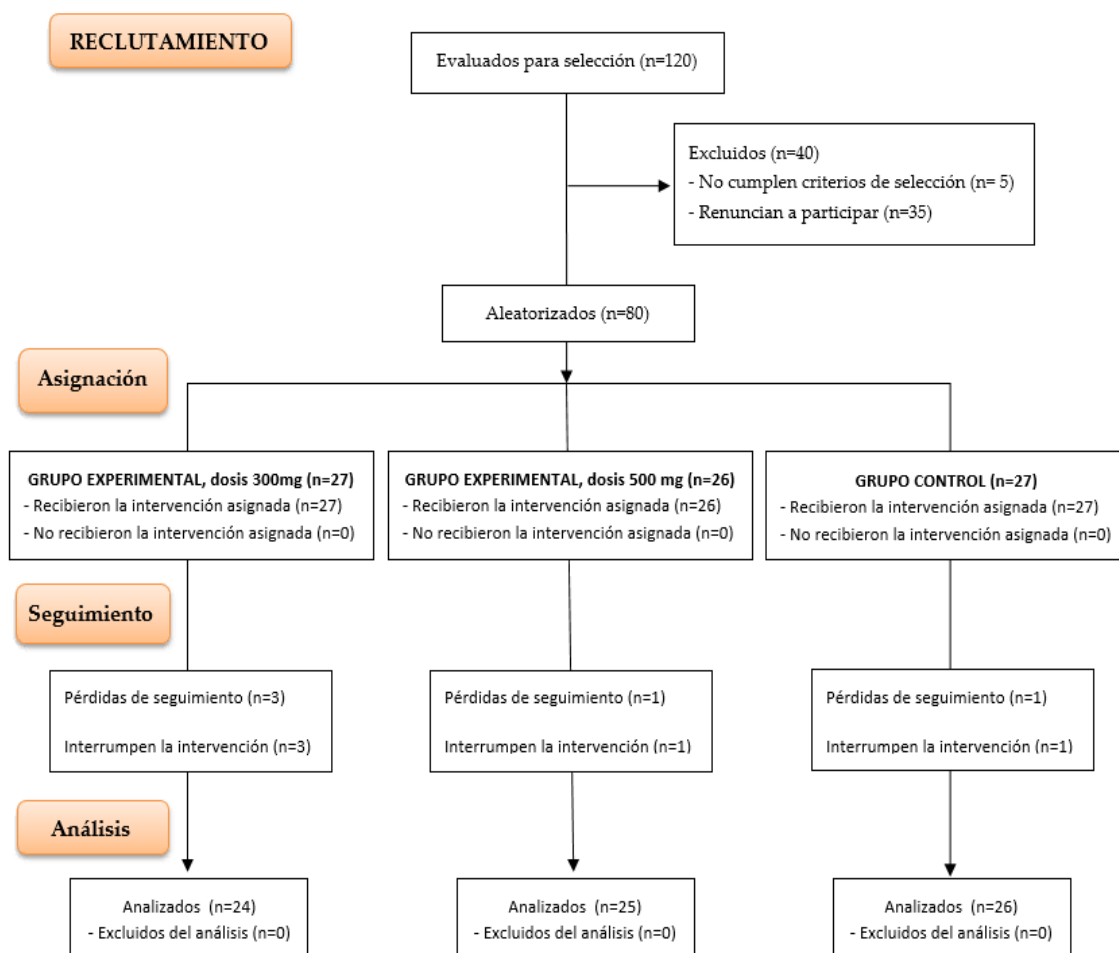 RECLUTAMIENTO
Evaluados para selección (n=120)
Excluidos (n=40)
- No cumplen criterios de selección (n= 5)
- Renuncian a participar (n=35)
Aleatorizados (n=80)
Asignación
GRUPO EXPERIMENTAL, dosis 300mg (n=27)
- Recibieron la intervención asignada (n=27)
- No recibieron la intervención asignada (n=0)
GRUPO EXPERIMENTAL, dosis 500 mg (n=26)
- Recibieron la intervención asignada (n=26)
- No recibieron la intervención asignada (n=0)
GRUPO CONTROL (n=27)
- Recibieron la intervención asignada (n=27)
- No recibieron la intervención asignada (n=0)
Seguimiento
Pérdidas de seguimiento (n=3)
Interrumpen la intervención (n=3)
Pérdidas de seguimiento (n=1)
Interrumpen la intervención (n=1)
Pérdidas de seguimiento (n=1)
Interrumpen la intervención (n=1)
Análisis
Analizados (n=24)
- Excluidos del análisis (n=0)
Analizados (n=25)
- Excluidos del análisis (n=0)
Analizados (n=26)
- Excluidos del análisis (n=0)